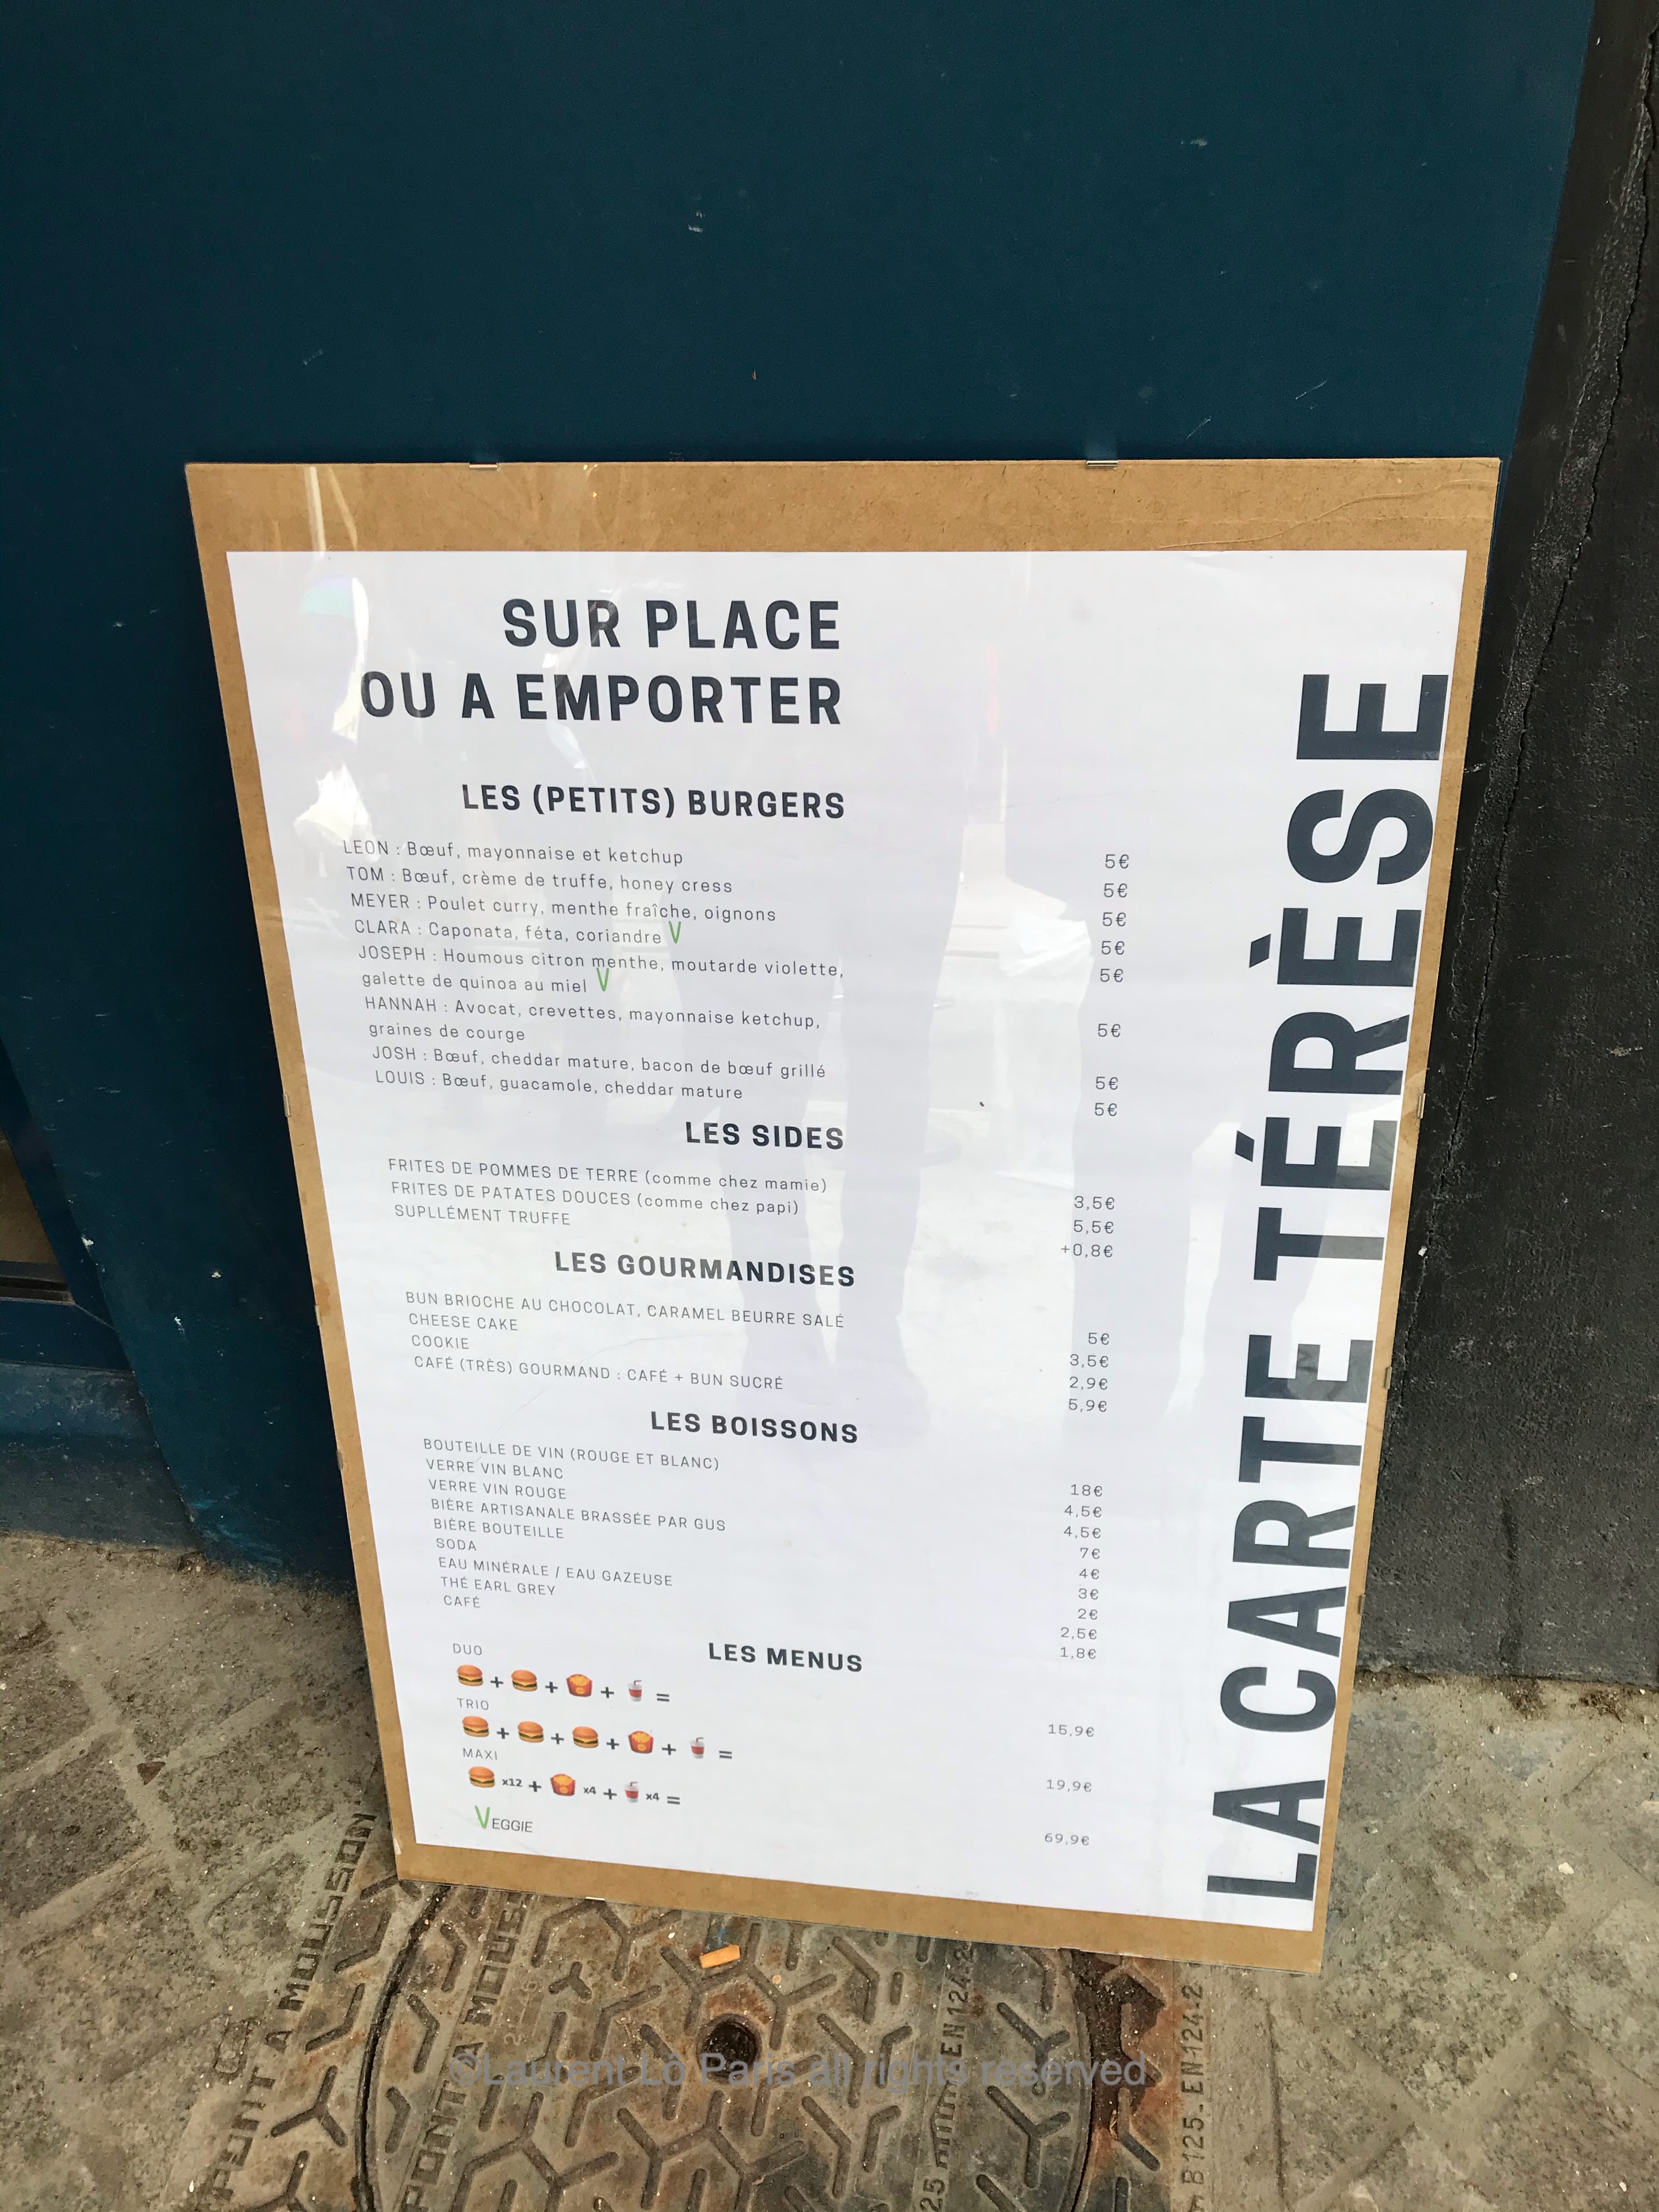 SUR PLACE
OU A EMPORTER
LES (PETITS) BURGERS
LEON : Bœuf, mayonnaise et ketchup 5€
TOM : Bœuf, crème de truffe, honey cress 5€
MEYER : Poulet curry, menthe fraîche, oignons 5€
CLARA : Caponata, féta, coriandre V 5€
JOSEPH : Houmous citron menthe, moutarde violette, 5€
galette de quinoa au miel V
HANNAH : Avocat, crevettes, mayonnaise ketchup, 5€
graines de courge
JOSH : Bœuf, cheddar mature, bacon de bœuf grillé 5€
LOUIS : Bœuf, guacamole, cheddar mature 5€
LES SIDES
FRITES DE POMMES DE TERRE (comme chez mamie) 3,5€
FRITES DE PATATES DOUCES (comme chez papi) 5,5€
SUPLLÉMENT TRUFFE +0,8€
LES GOURMANDISES
BUN BRIOCHE AU CHOCOLAT, CARAMEL BEURRE SALÉ 5€
CHEESE CAKE 3,5€
COOKIE 2,9€
CAFÉ (TRÈS) GOURMAND : CAFÉ + BUN SUCRÉ 5,9€
LES BOISSONS
BOUTEILLE DE VIN (ROUGE ET BLANC) 18€
VERRE VIN BLANC 4,5€
VERRE VIN ROUGE 4,5€
BIÈRE ARTISANALE BRASSÉE PAR GUS 7€
BIÈRE BOUTEILLE 4€
SODA 3€
EAU MINÉRALE / EAU GAZEUSE 2€
THÉ EARL GREY 2,5€
CAFÉ 1,8€
LES MENUS
DUO
+ + + = 15,9€
TRIO
+ + + + = 19,9€
MAXI
x12 + x4 + x4 = 69,9€
VEGGIE
LA CARTE TÉRÈSE
PONT A MOUSSON
PONT A MOUS
EN124.2
B125.EN124-2
©Laurent Lò Paris all rights reserved